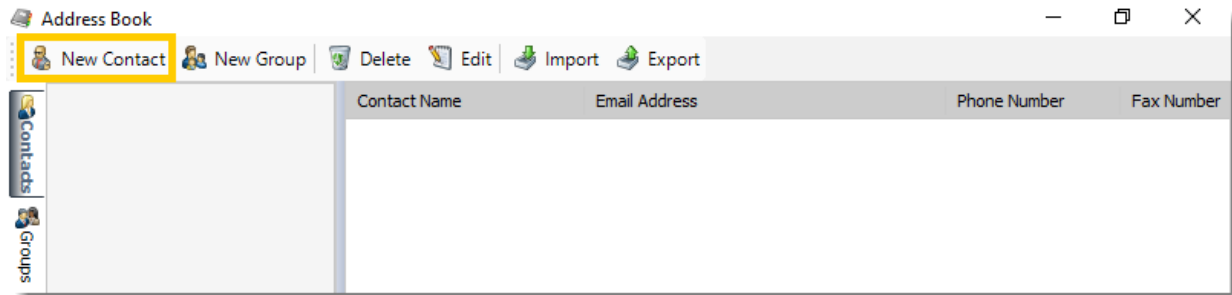 Address Book
New Contact New Group Delete Edit Import Export
Contact Name Email Address Phone Number Fax Number
Contacts
Groups